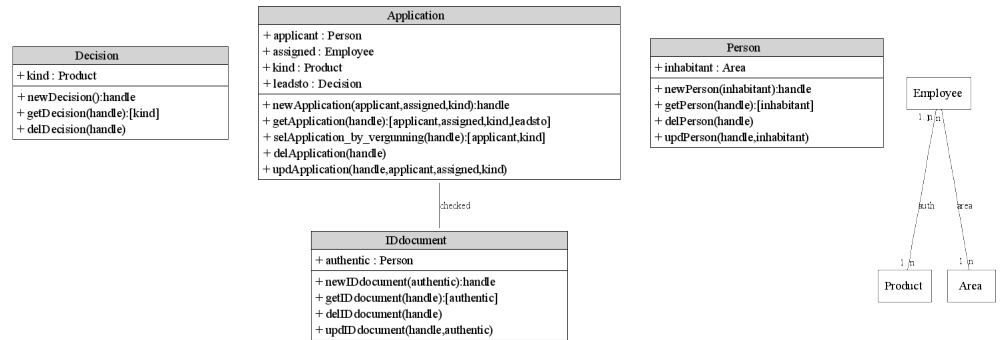 Decision
+ kind : Product
+ newDecision():handle
+ getDecision(handle):[kind]
+ delDecision(handle)
Application
+ applicant : Person
+ assigned : Employee
+ kind : Product
+ leadsto : Decision
+ newApplication(applicant,assigned,kind):handle
+ getApplication(handle):[applicant,assigned,kind,leadsto]
+ selApplication_by_vergunning(handle):[applicant,kind]
+ delApplication(handle)
+ updApplication(handle,applicant,assigned,kind)
checked
IDdocument
+ authentic : Person
+ newIDdocument(authentic):handle
+ getIDdocument(handle):[authentic]
+ delIDdocument(handle)
+ updIDdocument(handle,authentic)
Person
+ inhabitant : Area
+ newPerson(inhabitant):handle
+ getPerson(handle):[inhabitant]
+ delPerson(handle)
+ updPerson(handle,inhabitant)
Employee
1..n n
auth area
1..n 1..n
Product Area